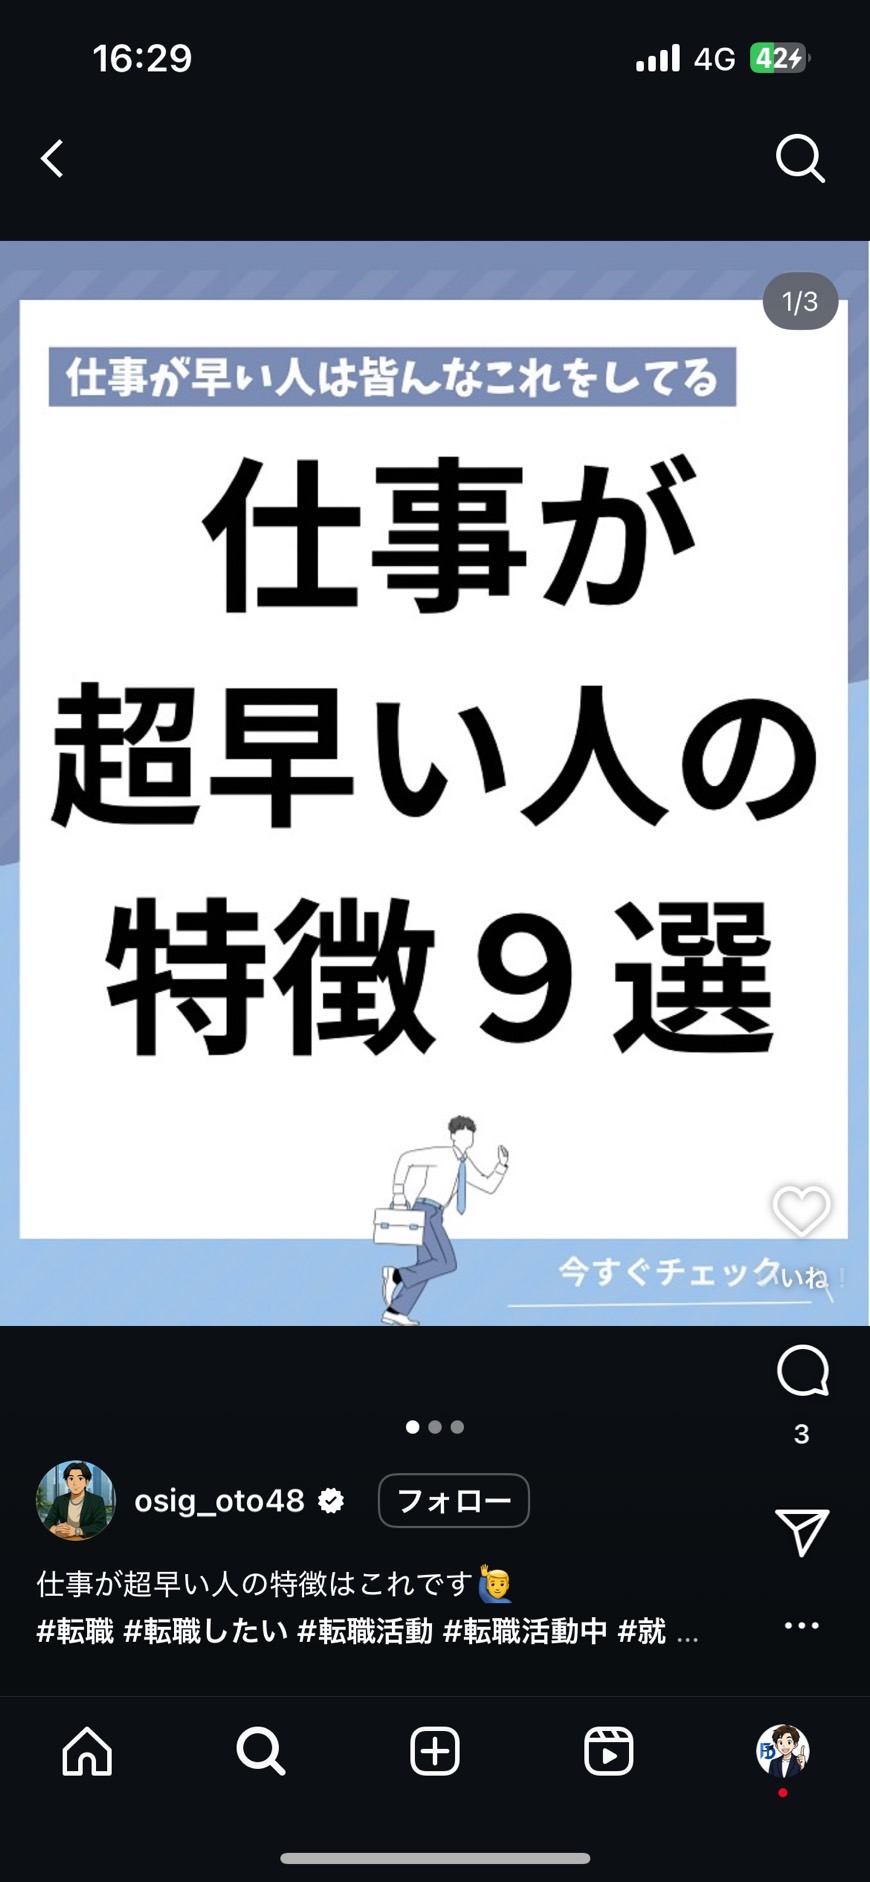 16:29
4G
42
1/3
仕事が早い人は皆んなこれをしてる
仕事が
超早い人の
特徴９選
今すぐチェック
いいね！
3
osig_oto48
フォロー
仕事が超早い人の特徴はこれです🙋‍♂️
#転職 #転職したい #転職活動 #転職活動中 #就 ...